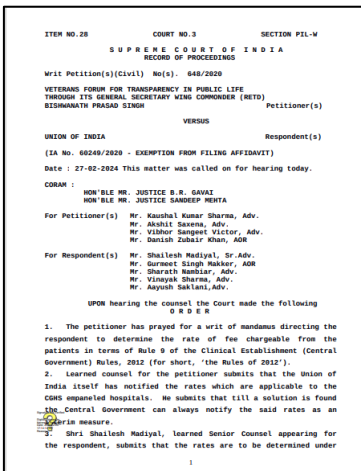 ITEM NO.28 COURT NO.3 SECTION PIL-W
S U P R E M E C O U R T O F I N D I A
RECORD OF PROCEEDINGS
Writ Petition(s)(Civil) No(s). 648/2020
VETERANS FORUM FOR TRANSPARENCY IN PUBLIC LIFE
THROUGH ITS GENERAL SECRETARY WING COMMONDER (RETD)
BISHWANATH PRASAD SINGH Petitioner(s)
VERSUS
UNION OF INDIA Respondent(s)
(IA No. 60249/2020 - EXEMPTION FROM FILING AFFIDAVIT)
Date : 27-02-2024 This matter was called on for hearing today.
CORAM :
HON'BLE MR. JUSTICE B.R. GAVAI
HON'BLE MR. JUSTICE SANDEEP MEHTA
For Petitioner(s) Mr. Kaushal Kumar Sharma, Adv.
Mr. Akshit Saxena, Adv.
Mr. Vibhor Sangeet Victor, Adv.
Mr. Danish Zubair Khan, AOR
For Respondent(s) Mr. Shailesh Madiyal, Sr.Adv.
Mr. Gurmeet Singh Makker, AOR
Mr. Sharath Nambiar, Adv.
Mr. Vinayak Sharma, Adv.
Mr. Aayush Saklani,Adv.
UPON hearing the counsel the Court made the following
O R D E R
1. The petitioner has prayed for a writ of mandamus directing the
respondent to determine the rate of fee chargeable from the
patients in terms of Rule 9 of the Clinical Establishment (Central
Government) Rules, 2012 (for short, 'the Rules of 2012').
2. Learned counsel for the petitioner submits that the Union of
India itself has notified the rates which are applicable to the
CGHS empaneled hospitals. He submits that till a solution is found
the Central Government can always notify the said rates as an
interim measure.
3. Shri Shailesh Madiyal, learned Senior Counsel appearing for
the respondent, submits that the rates are to be determined under
1